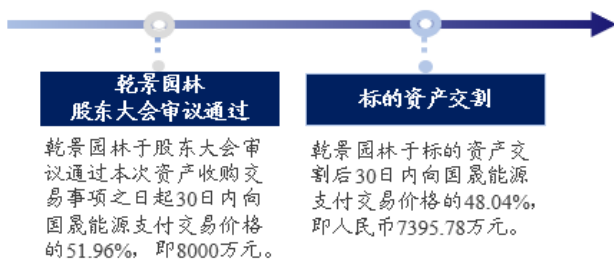 乾景园林
股东大会审议通过
乾景园林于股东大会审
议通过本次资产收购交
易事项之日起30日内向
国晟能源支付交易价格
的51.96%，即8000万元。
标的资产交割
乾景园林于标的资产交
割后30日内向国晟能源
支付交易价格的48.04%，
即人民币7395.78万元。